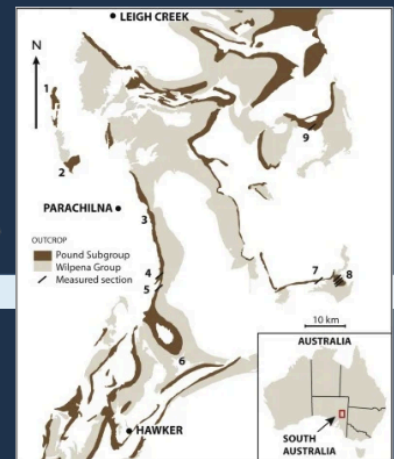 LEIGH CREEK
N
1
2
9
PARACHILNA
3
OUTCROP
Pound Subgroup
Wilpena Group
Measured section
4
5
7
8
10 km
6
AUSTRALIA
SOUTH
AUSTRALIA
HAWKER